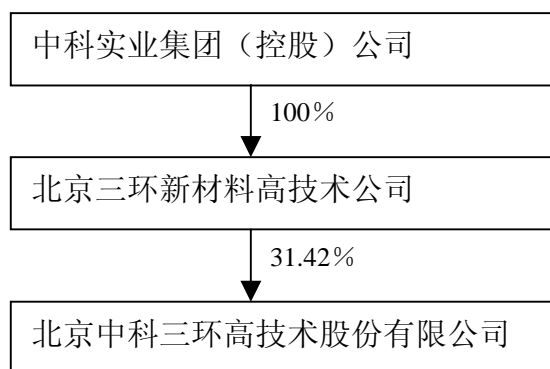 中科实业集团（控股）公司
100％
北京三环新材料高技术公司
31.42％
北京中科三环高技术股份有限公司